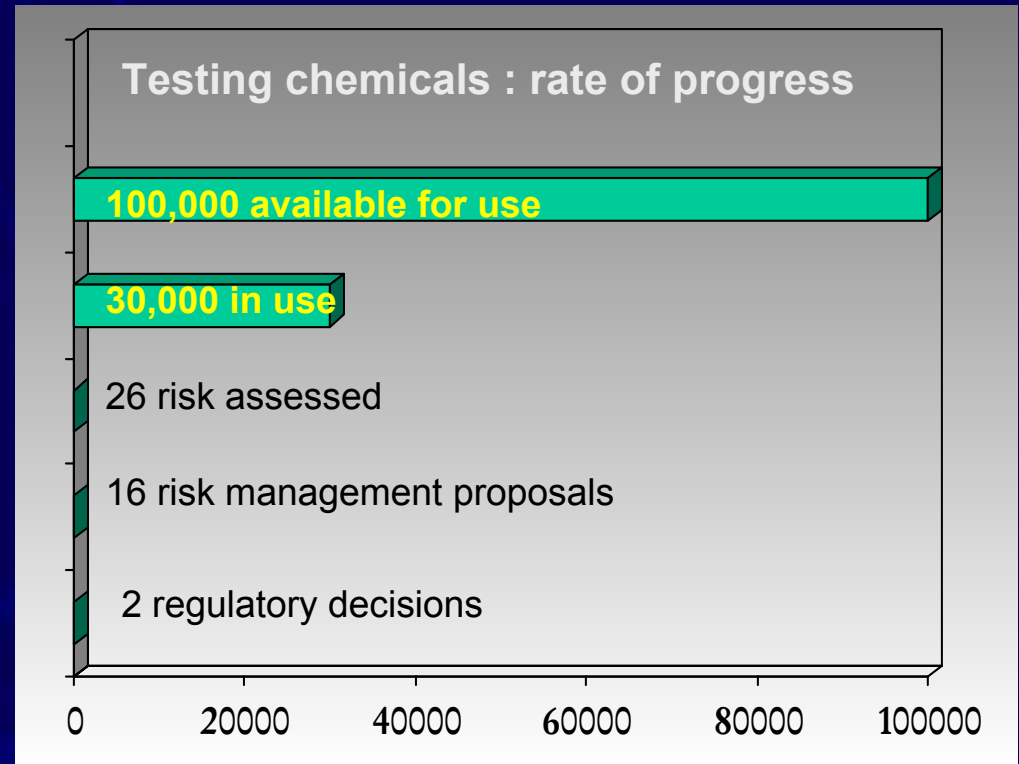 Testing chemicals : rate of progress
100,000 available for use
30,000 in use
26 risk assessed
16 risk management proposals
2 regulatory decisions
0 20000 40000 60000 80000 100000